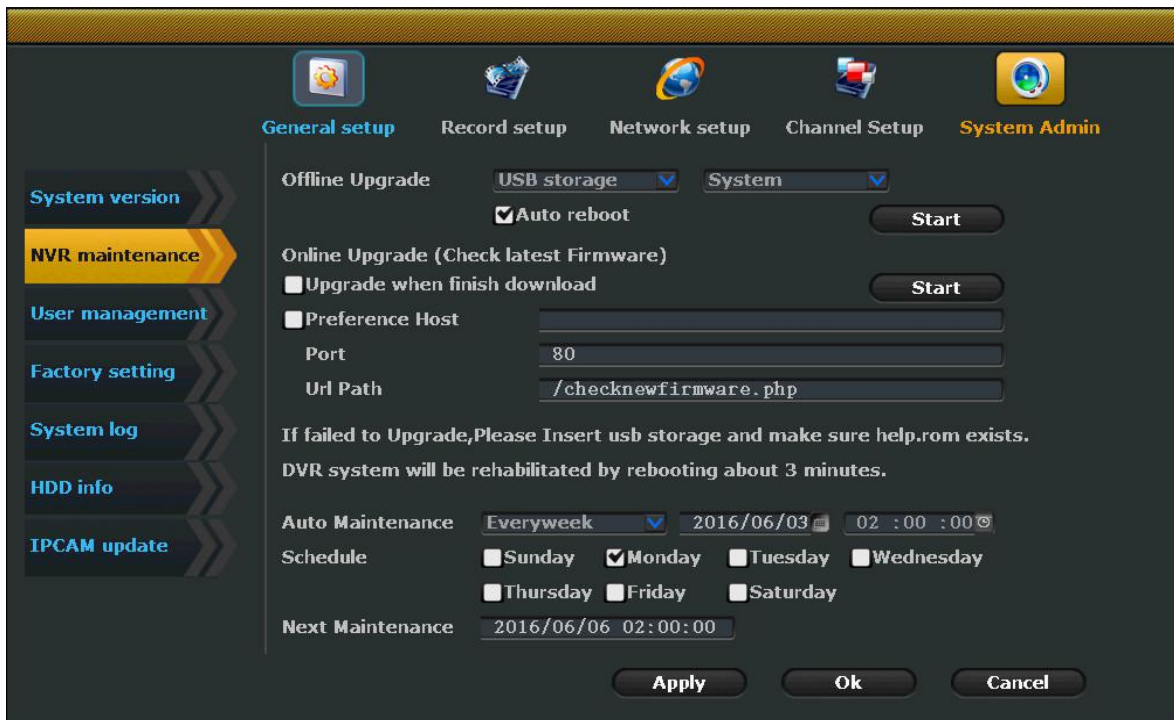 General setup Record setup Network setup Channel Setup System Admin
System version
NVR maintenance
User management
Factory setting
System log
HDD info
IPCAM update
Offline Upgrade USB storage System
Auto reboot Start
Online Upgrade (Check latest Firmware)
Upgrade when finish download Start
Preference Host
Port 80
Url Path /checknewfirmware.php
If failed to Upgrade,Please Insert usb storage and make sure help.rom exists.
DVR system will be rehabilitated by rebooting about 3 minutes.
Auto Maintenance Everyweek 2016/06/03 02 :00 :00
Schedule Sunday Monday Tuesday Wednesday
Thursday Friday Saturday
Next Maintenance 2016/06/06 02:00:00
Apply Ok Cancel